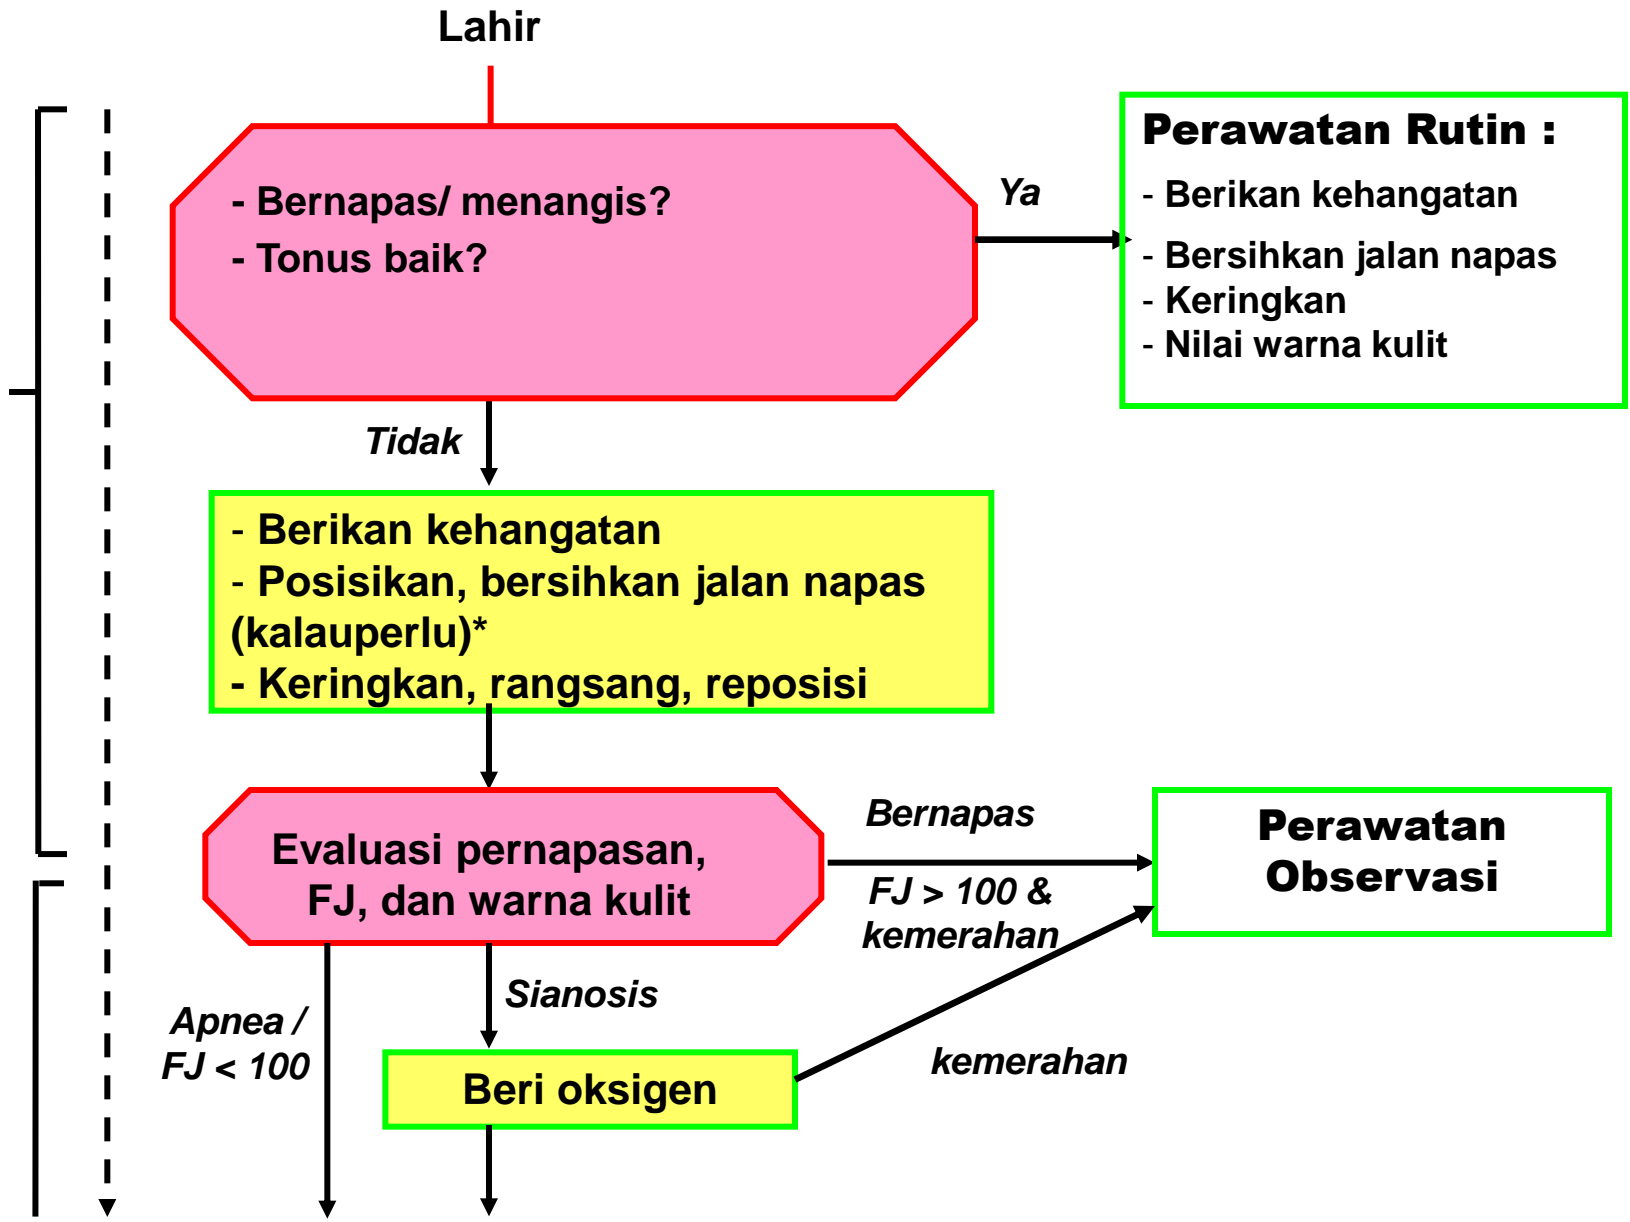 Lahir
- Bernapas/ menangis?
- Tonus baik?
Ya
Perawatan Rutin :
- Berikan kehangatan
- Bersihkan jalan napas
- Keringkan
- Nilai warna kulit
Tidak
- Berikan kehangatan
- Posisikan, bersihkan jalan napas
(kalauperlu)*
- Keringkan, rangsang, reposisi
Evaluasi pernapasan,
FJ, dan warna kulit
Bernapas
FJ > 100 &
kemerahan
Perawatan
Observasi
Apnea /
FJ < 100
Sianosis
kemerahan
Beri oksigen